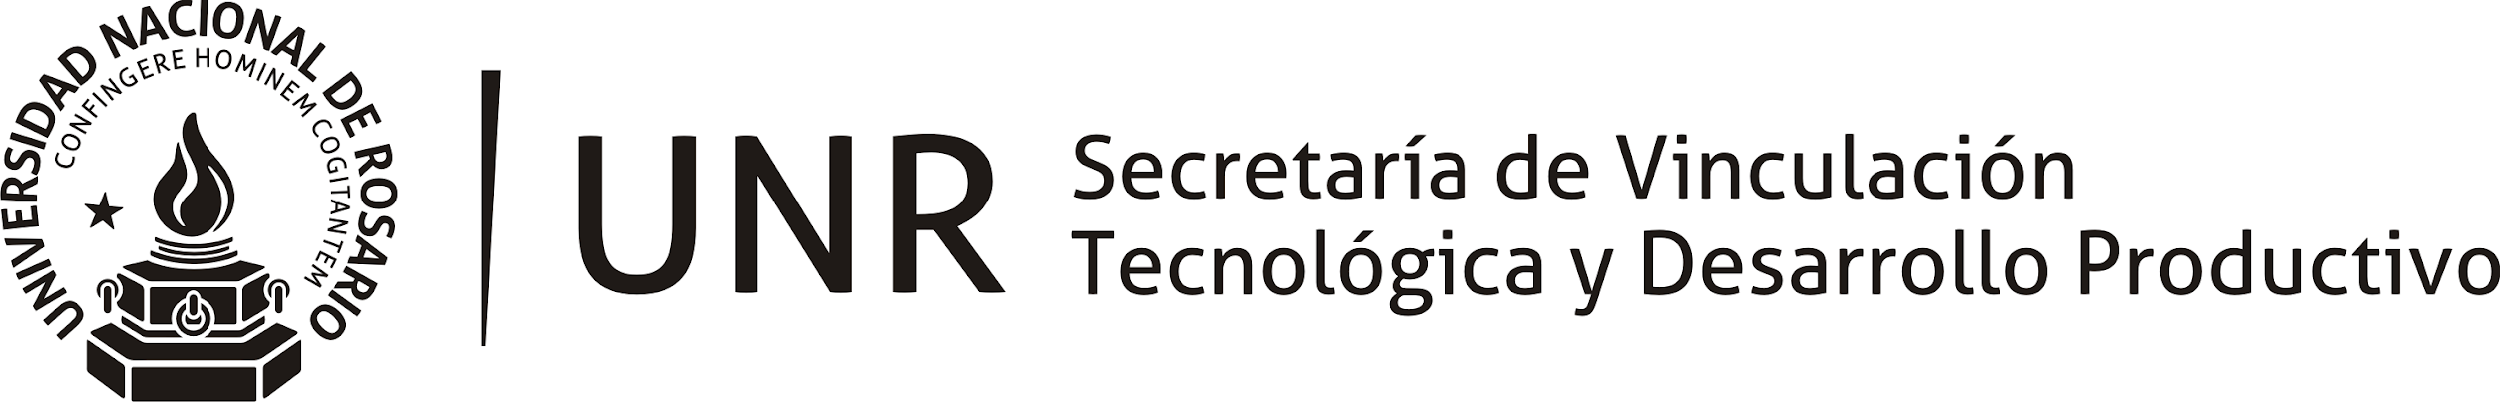 UNIVERSIDAD NACIONAL DE ROSARIO
CONFINGERE HOMINEM COGITANTEM
UNR
Secretaría de Vinculación
Tecnológica y Desarrollo Productivo